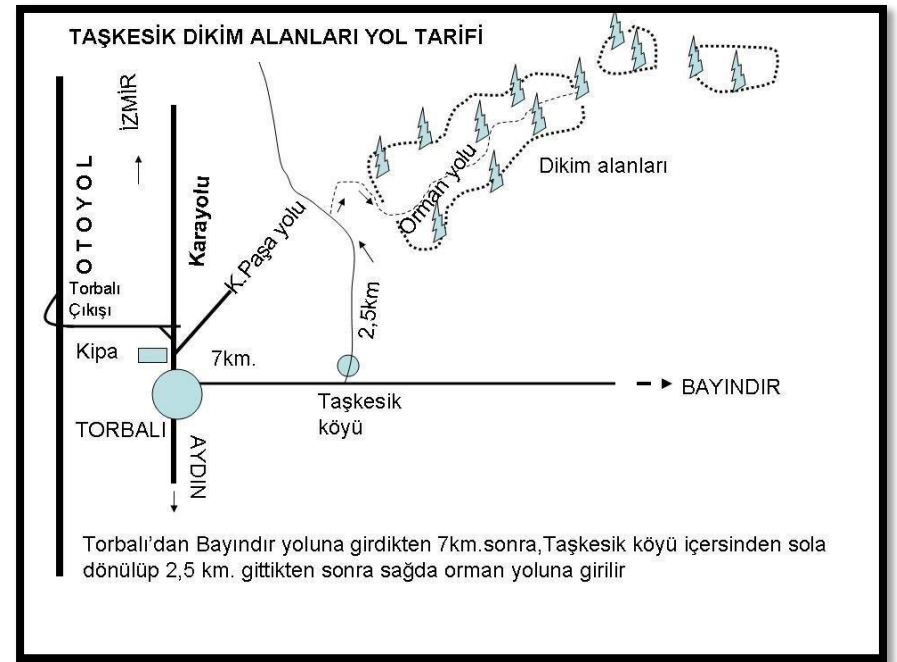 TAŞKESİK DİKİM ALANLARI YOL TARİFİ
OTOYOL
İZMİR
Karayolu
K.Paşa yolu
Orman yolu
Dikim alanları
Torbalı
Çıkışı
2,5km
Kipa
7km.
BAYINDIR
Taşkesik
köyü
TORBALI
AYDIN
Torbalı’dan Bayındır yoluna girdikten 7km.sonra,Taşkesik köyü içersinden sola
dönülüp 2,5 km. gittikten sonra sağda orman yoluna girilir